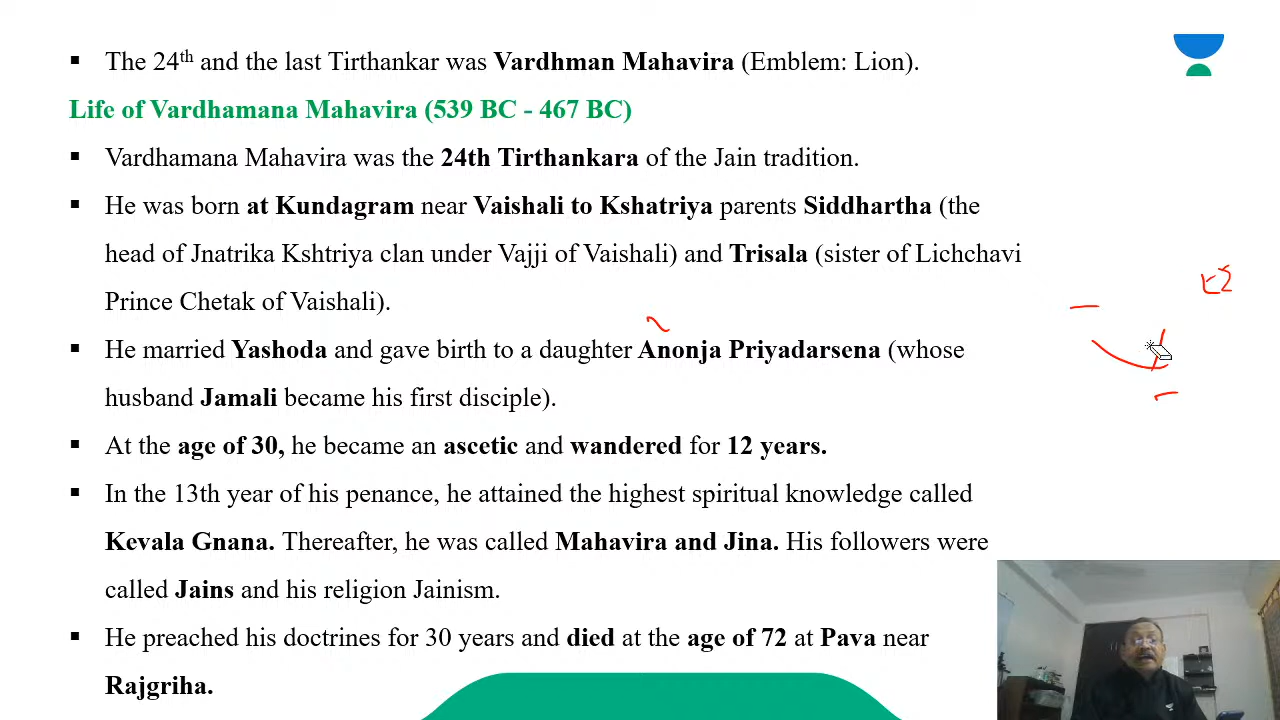 ▪ The 24th and the last Tirthankar was Vardhman Mahavira (Emblem: Lion).
Life of Vardhamana Mahavira (539 BC - 467 BC)
▪ Vardhamana Mahavira was the 24th Tirthankara of the Jain tradition.
▪ He was born at Kundagram near Vaishali to Kshatriya parents Siddhartha (the
head of Jnatrika Kshtriya clan under Vajji of Vaishali) and Trisala (sister of Lichchavi
Prince Chetak of Vaishali).
▪ He married Yashoda and gave birth to a daughter Anonja Priyadarsena (whose
husband Jamali became his first disciple).
▪ At the age of 30, he became an ascetic and wandered for 12 years.
▪ In the 13th year of his penance, he attained the highest spiritual knowledge called
Kevala Gnana. Thereafter, he was called Mahavira and Jina. His followers were
called Jains and his religion Jainism.
▪ He preached his doctrines for 30 years and died at the age of 72 at Pava near
Rajgriha.